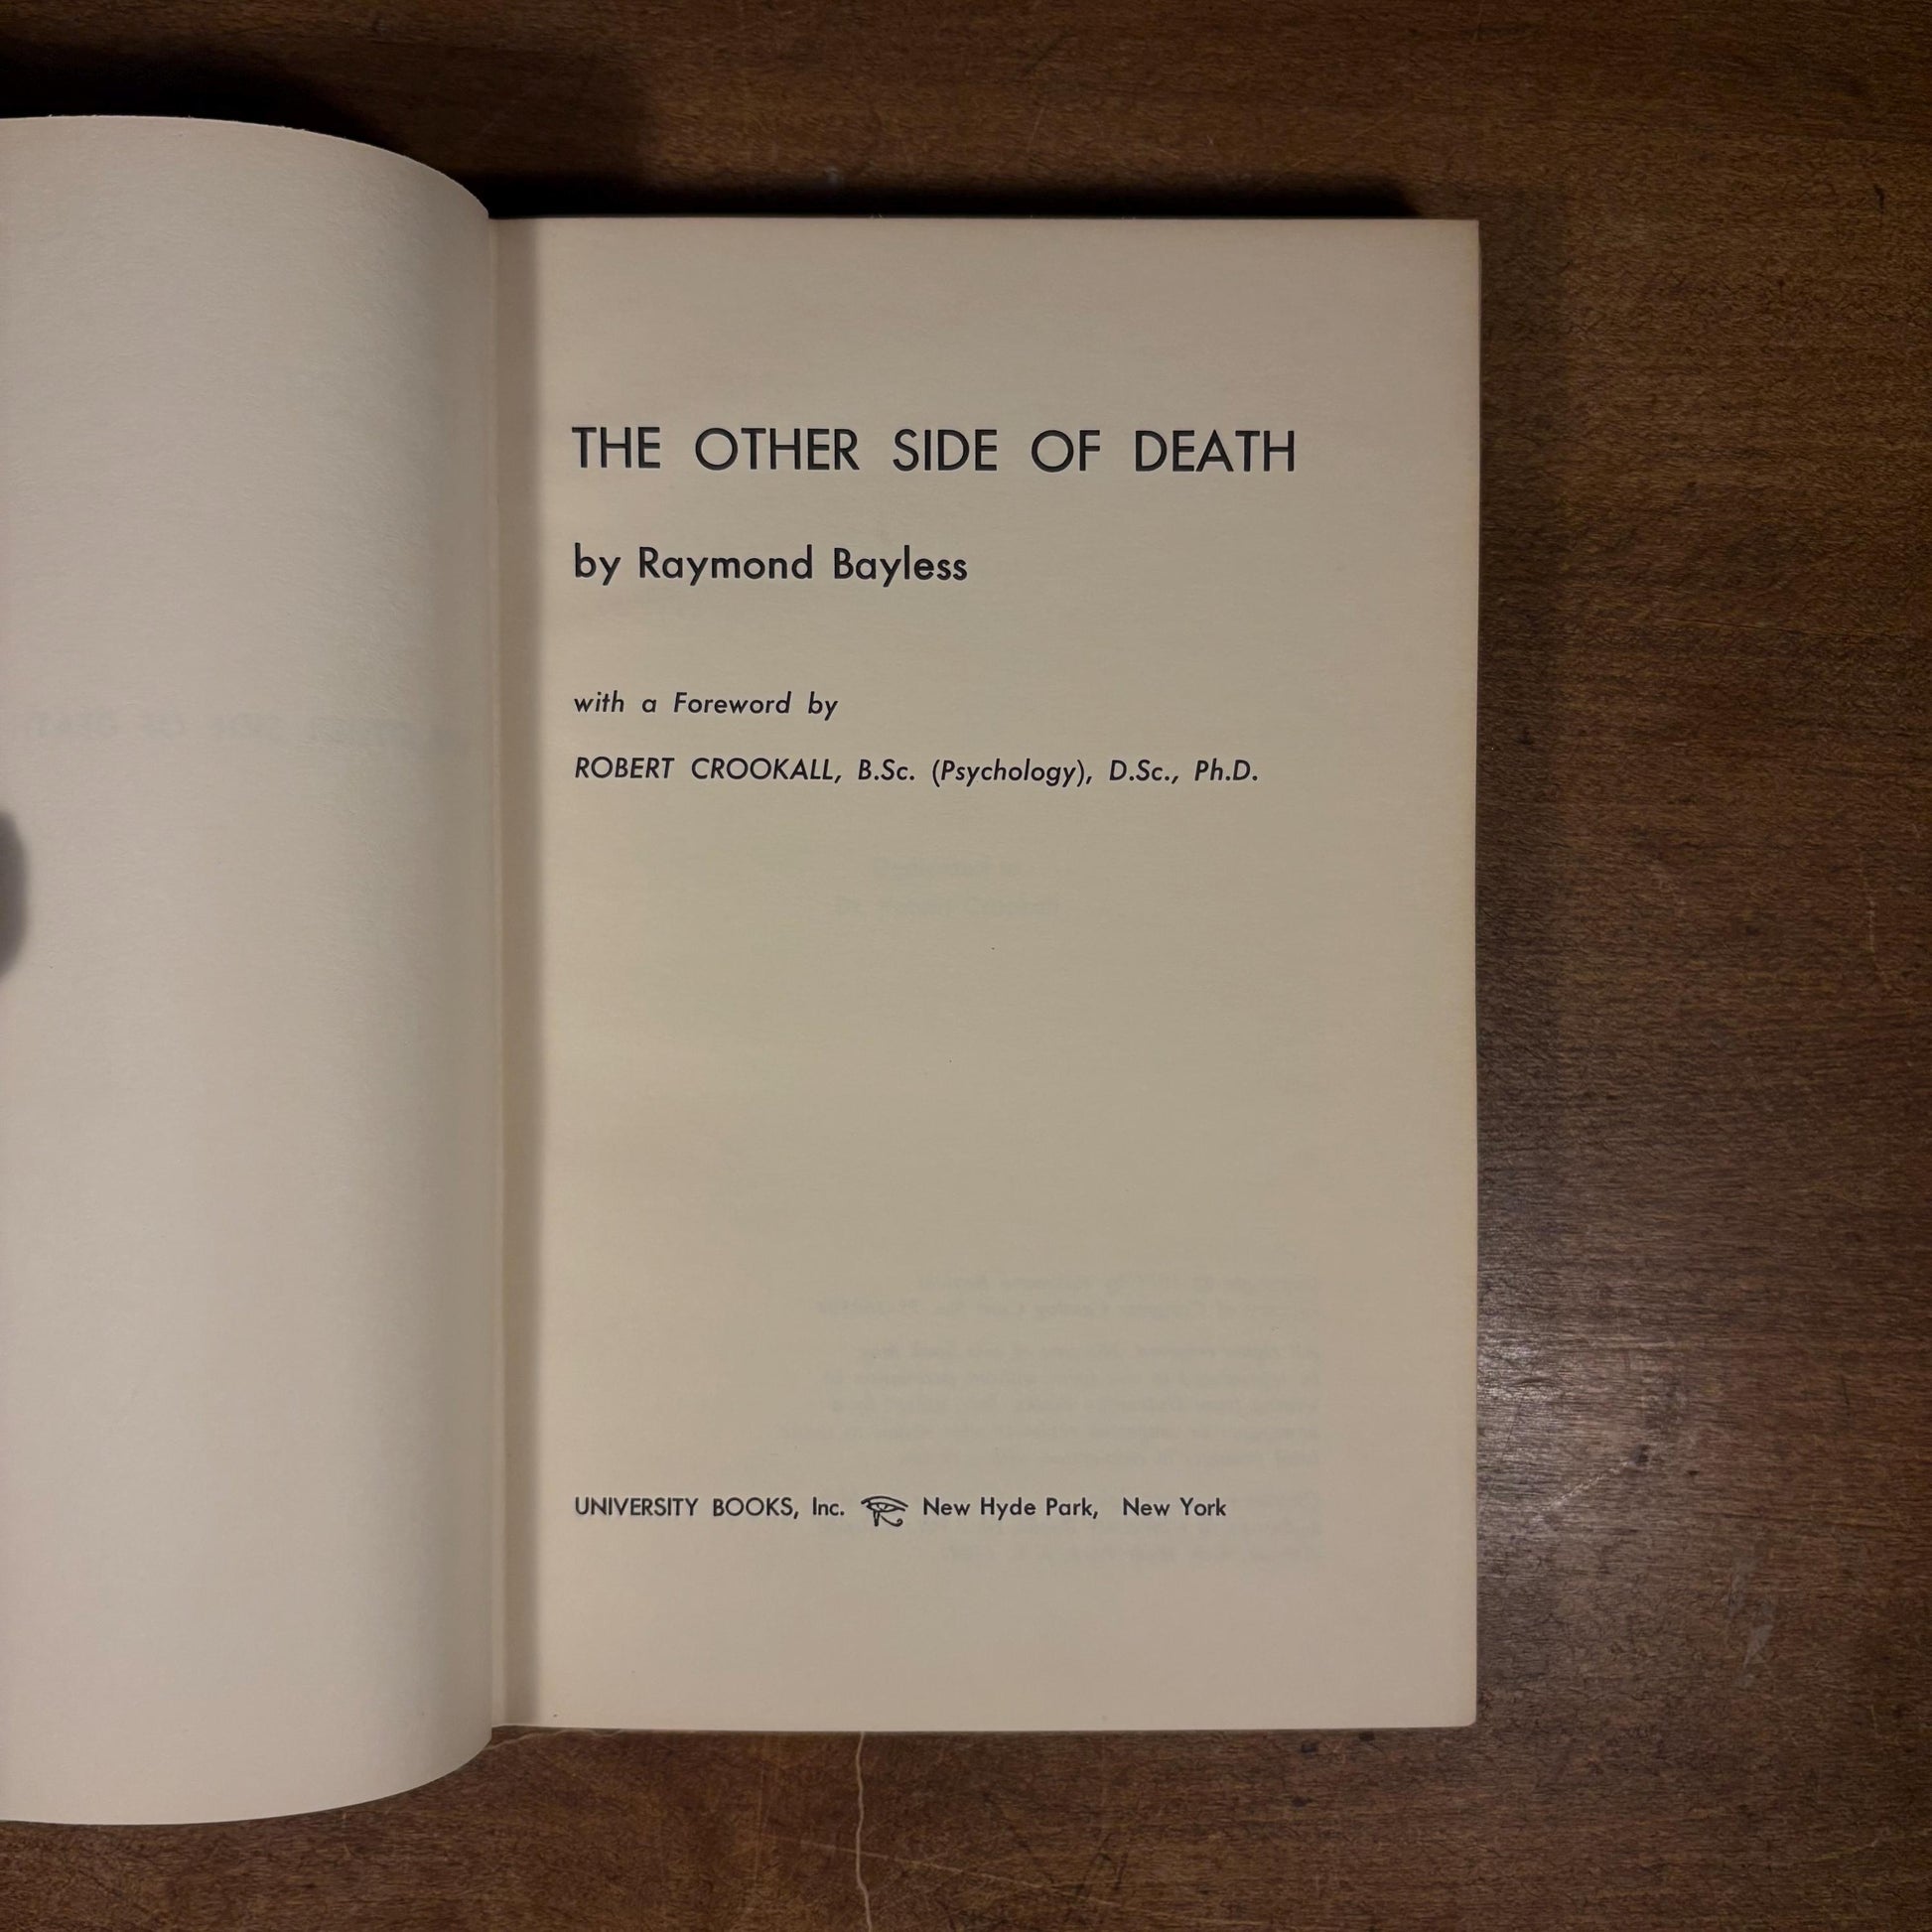 THE OTHER SIDE OF DEATH
by Raymond Bayless
with a Foreword by
ROBERT CROOKALL, B.Sc. (Psychology), D.Sc., Ph.D.
UNIVERSITY BOOKS, Inc. New Hyde Park, New York